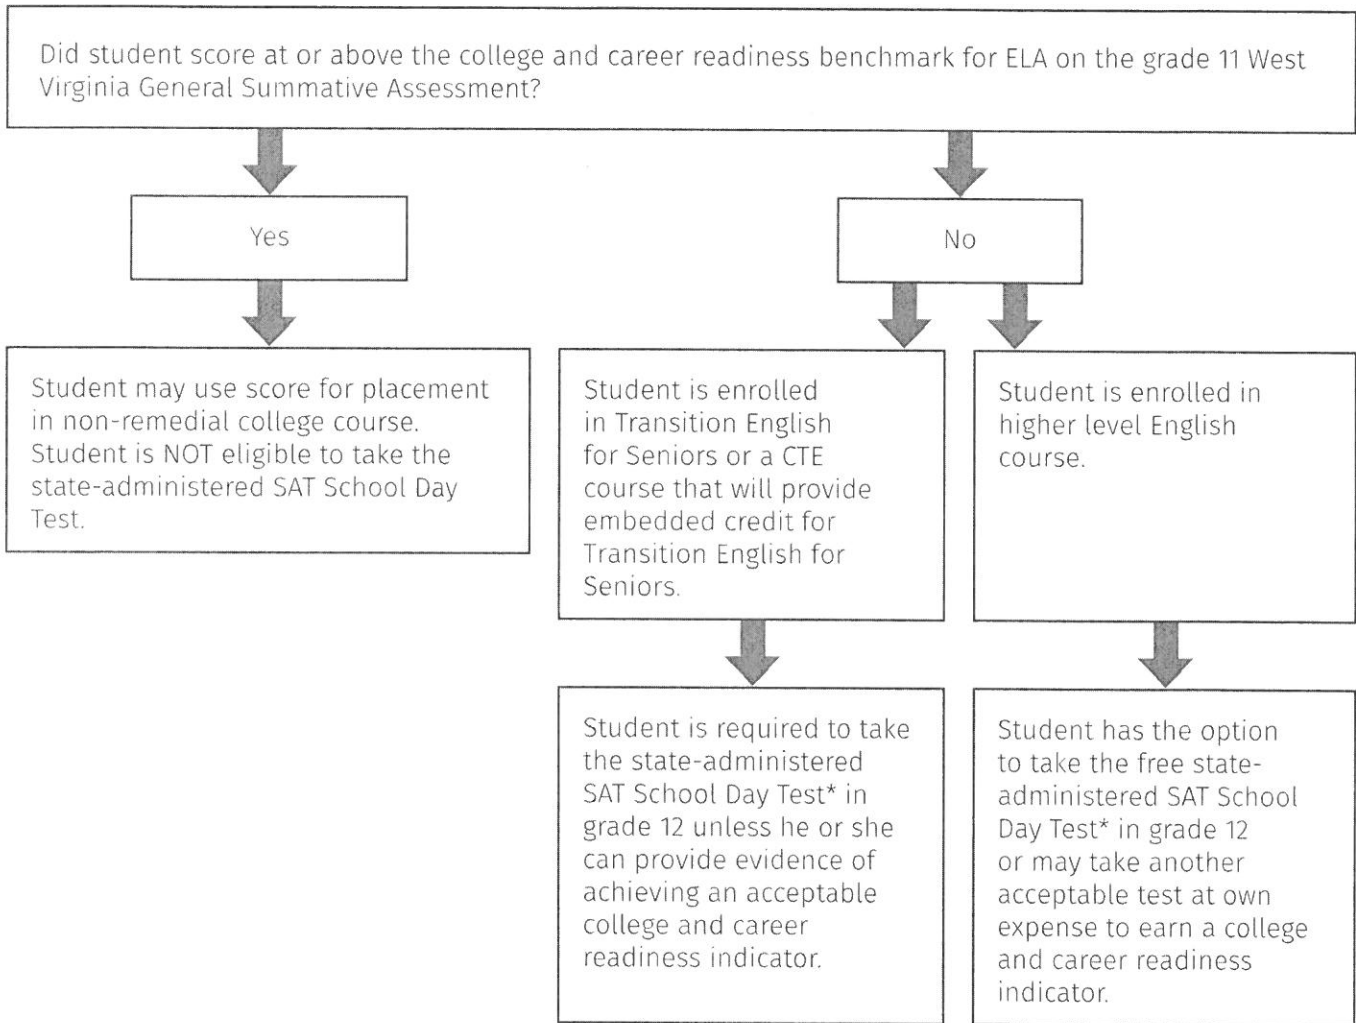 Did student score at or above the college and career readiness benchmark for ELA on the grade 11 West
Virginia General Summative Assessment?
Yes
No
Student may use score for placement
in non-remedial college course.
Student is NOT eligible to take the
state-administered SAT School Day
Test.
Student is enrolled
in Transition English
for Seniors or a CTE
course that will provide
embedded credit for
Transition English for
Seniors.
Student is enrolled in
higher level English
course.
Student is required to take
the state-administered
SAT School Day Test* in
grade 12 unless he or she
can provide evidence of
achieving an acceptable
college and career
readiness indicator.
Student has the option
to take the free state-
administered SAT School
Day Test* in grade 12
or may take another
acceptable test at own
expense to earn a college
and career readiness
indicator.